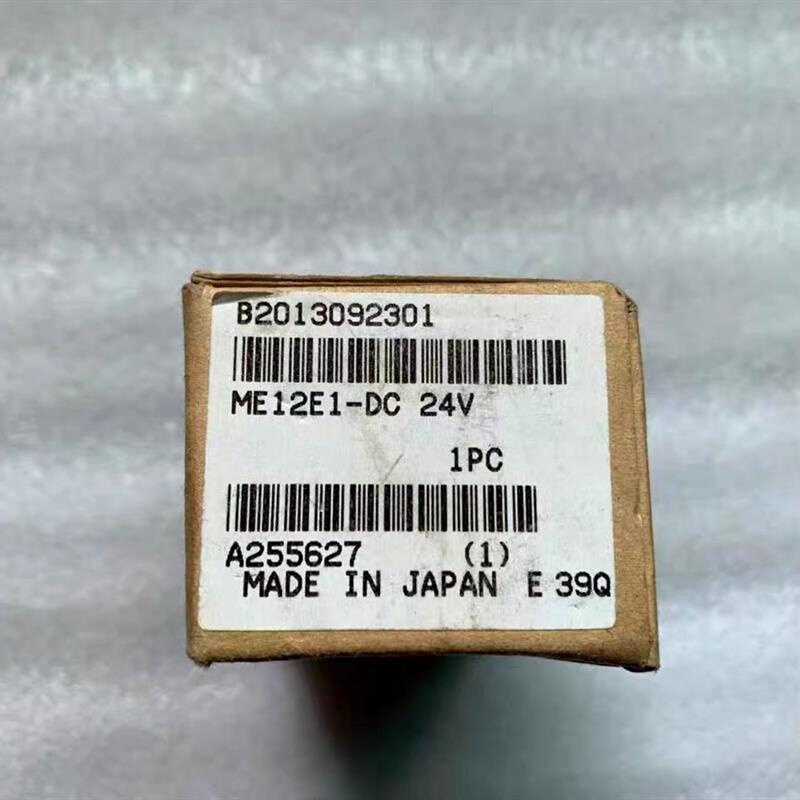 B2013092301
ME12E1-DC 24V
1PC
A255627 (1)
MADE IN JAPAN E 39Q